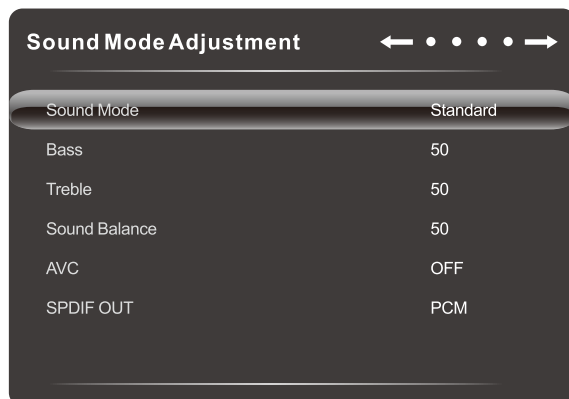 Sound Mode Adjustment
Sound Mode Standard
Bass 50
Treble 50
Sound Balance 50
AVC OFF
SPDIF OUT PCM